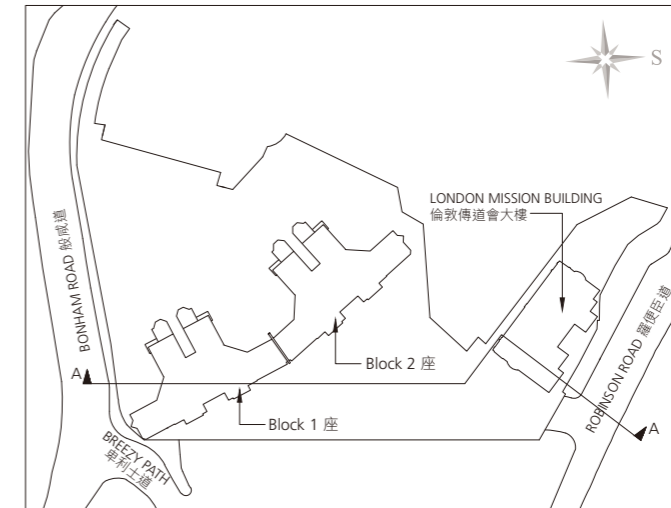 S
LONDON MISSION BUILDING
倫敦傳道會大樓
BONHAM ROAD 般咸道
ROBINSON ROAD 羅便臣道
A
Block 2 座
Block 1 座
A
BREEZY PATH
卑利士道